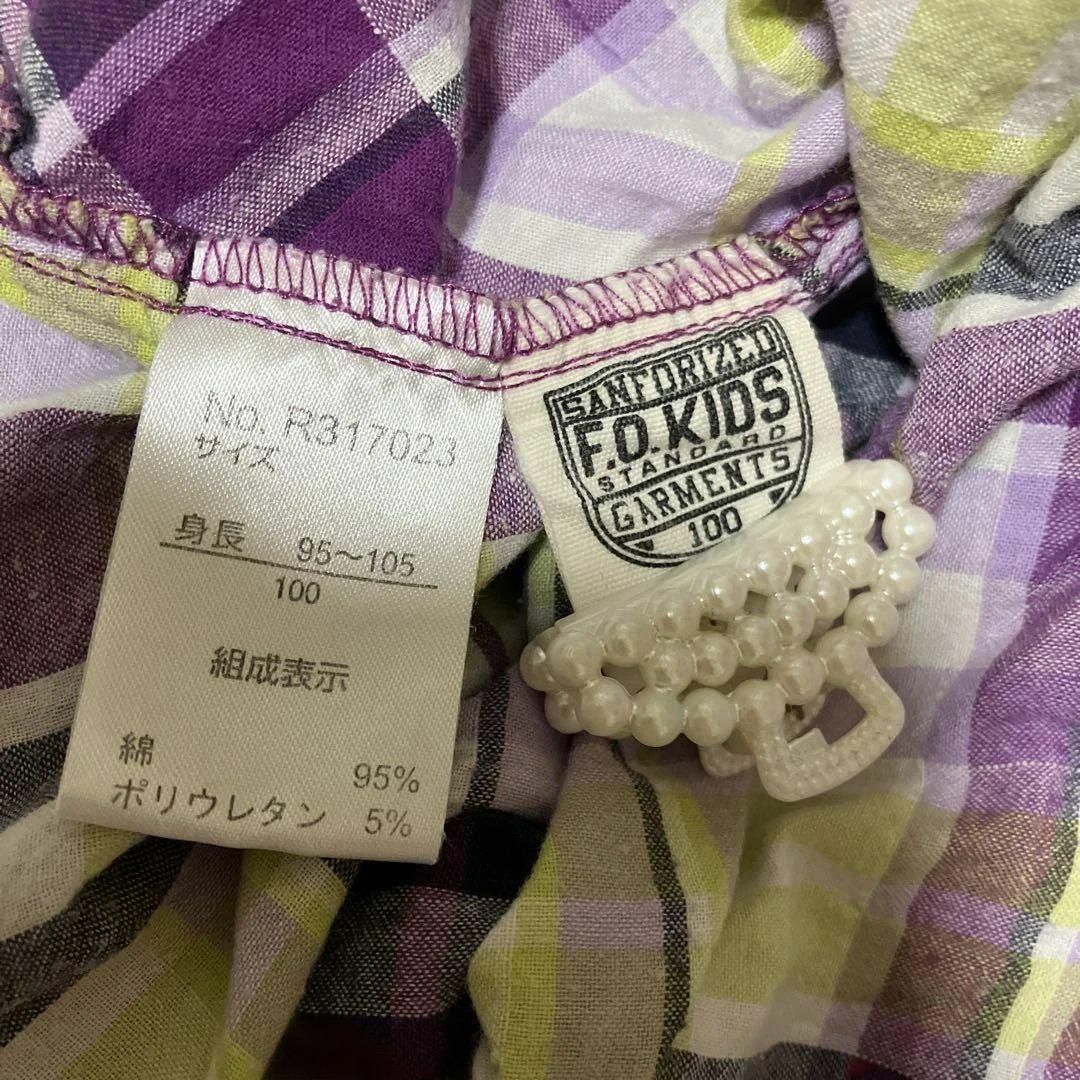 No. R317023
サイズ
身長 95～105
100
組成表示
綿 95%
ポリウレタン 5%
SANFORIZED
F.O.KIDS
STANDARD
GARMENTS
100